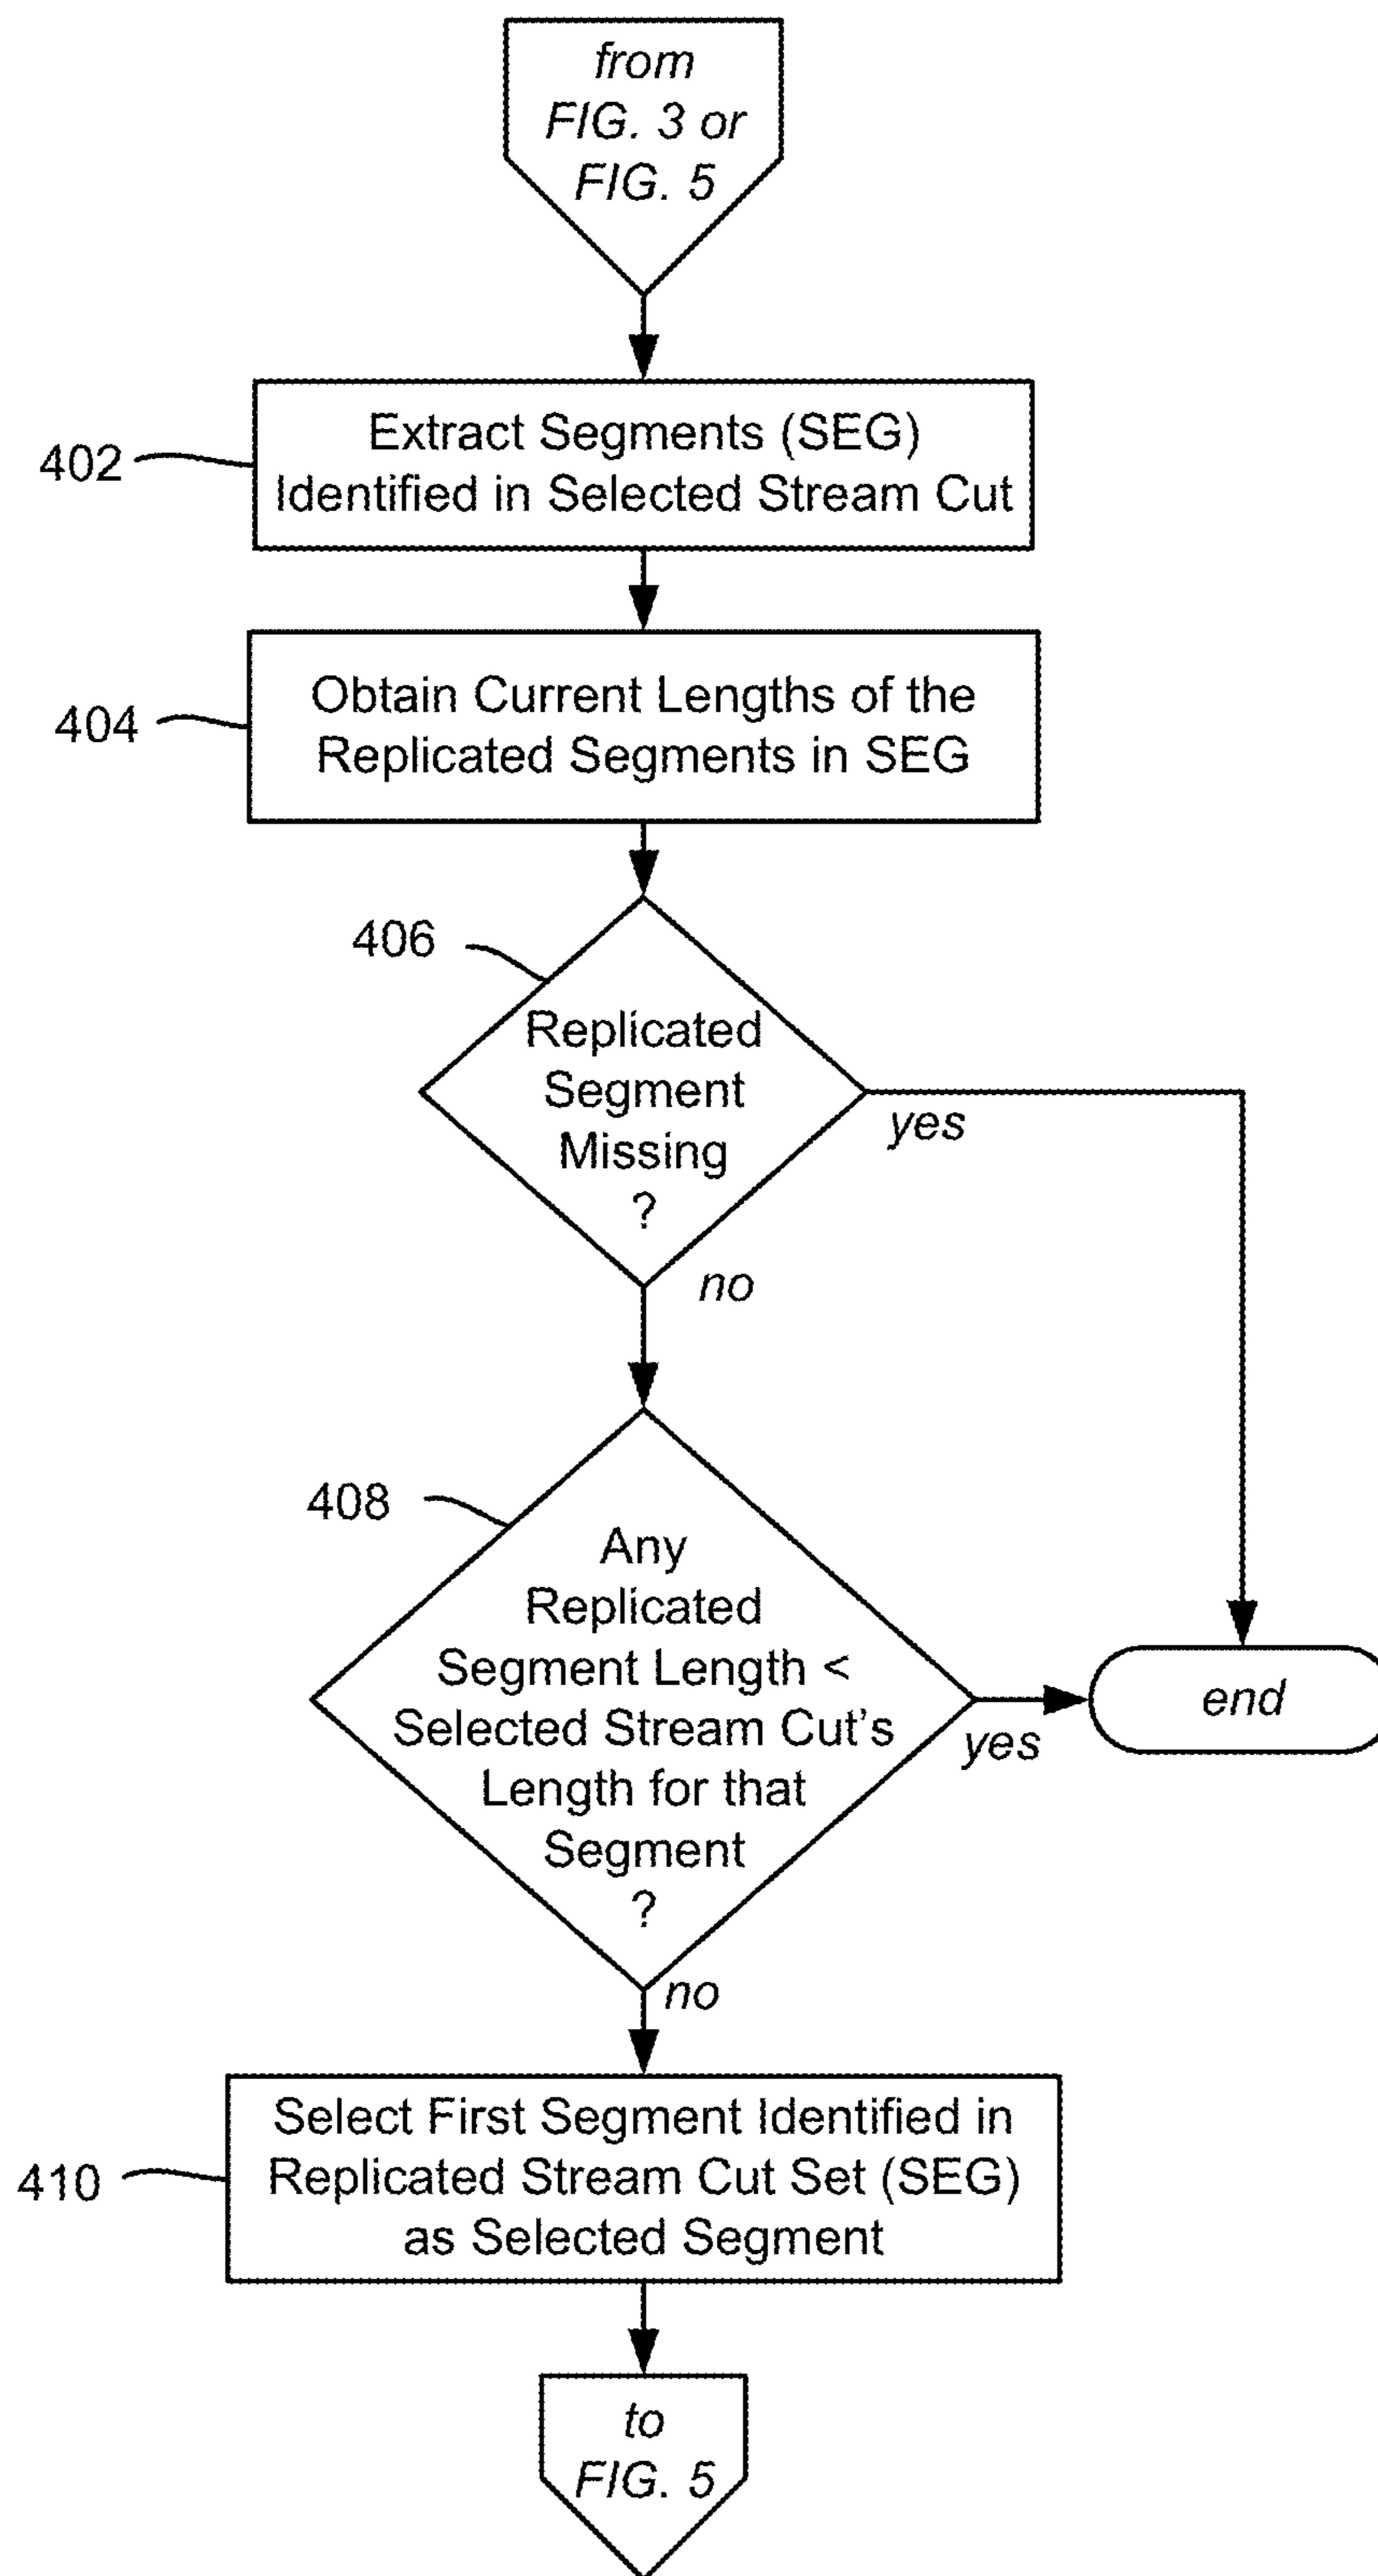 from
FIG. 3 or
FIG. 5
402
Extract Segments (SEG)
Identified in Selected Stream Cut
404
Obtain Current Lengths of the
Replicated Segments in SEG
406
Replicated
Segment
Missing
?
yes
no
408
Any
Replicated
Segment Length <
Selected Stream Cut's
Length for that
Segment
?
yes
end
no
410
Select First Segment Identified in
Replicated Stream Cut Set (SEG)
as Selected Segment
to
FIG. 5